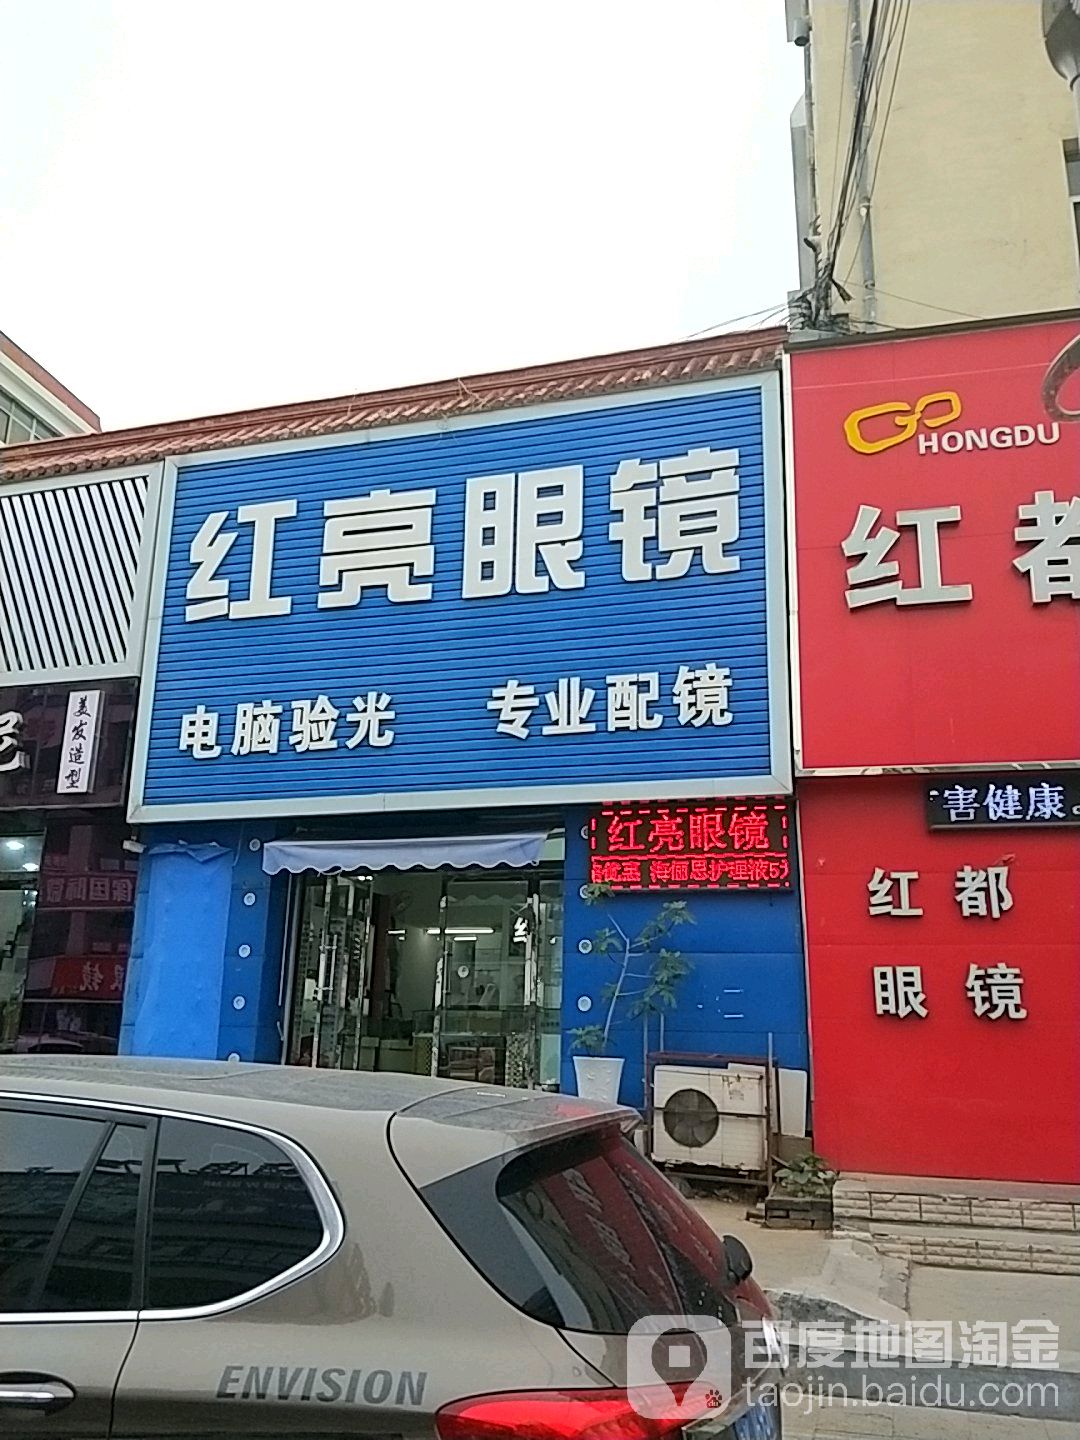 红亮眼镜
电脑验光 专业配镜
HONGDU
红都
美发造型
红亮眼镜
海俪恩护理液5
害健康
红都
眼镜
眼镜
ENVISION
百度地图淘金
taojin.baidu.com